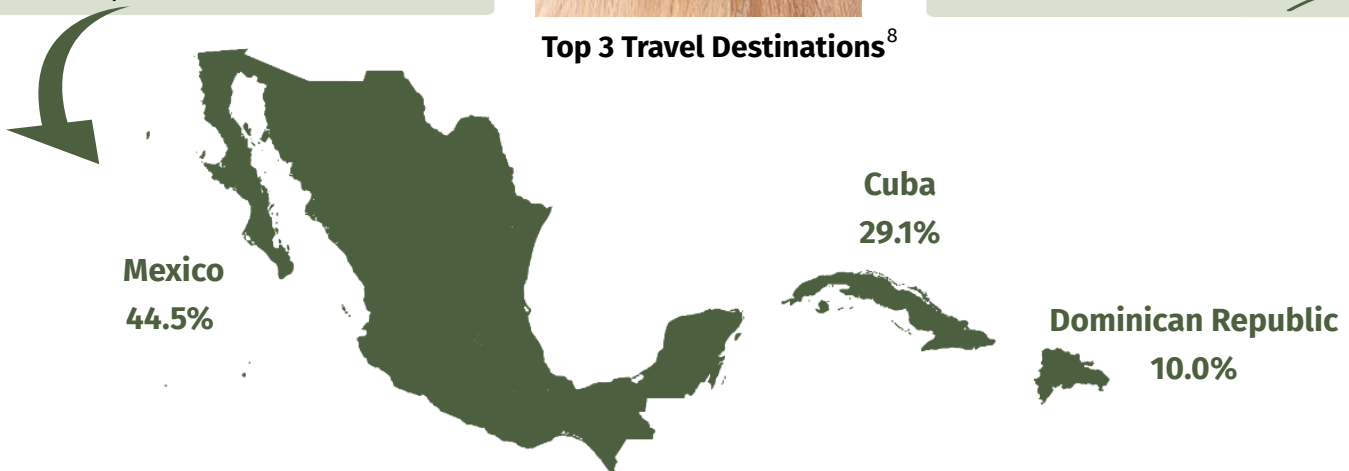 Top 3 Travel Destinations⁸
Cuba
29.1%
Mexico
44.5%
Dominican Republic
10.0%